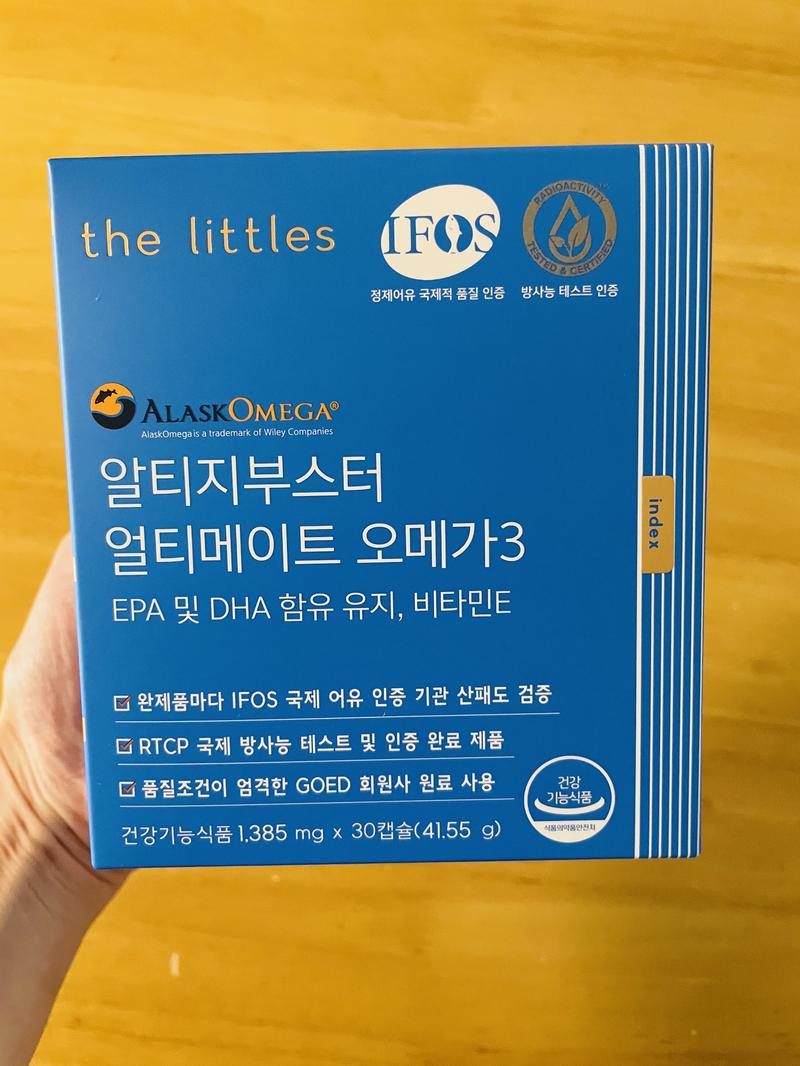 the littles
IFOS
정제어유 국제적 품질 인증
RADIOACTIVITY
TESTED & CERTIFIED
방사능 테스트 인증
ALASKOMEGA®
AlaskOmega is a trademark of Wiley Companies
알티지부스터
얼티메이트 오메가3
EPA 및 DHA 함유 유지, 비타민E
index
완제품마다 IFOS 국제 어유 인증 기관 산패도 검증
RTCP 국제 방사능 테스트 및 인증 완료 제품
품질조건이 엄격한 GOED 회원사 원료 사용
건강기능식품 1,385 mg x 30캡슐(41.55 g)
건강
기능식품
식품의약품안전처